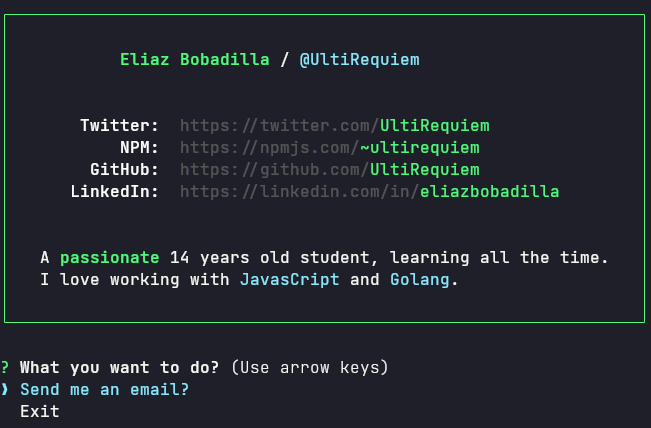 Eliaz Bobadilla / @UltiRequiem
Twitter: https://twitter.com/UltiRequiem
NPM: https://npmjs.com/~ultirequiem
GitHub: https://github.com/UltiRequiem
LinkedIn: https://linkedin.com/in/eliazbobadilla
A passionate 14 years old student, learning all the time.
I love working with JavasCript and Golang.
? What you want to do? (Use arrow keys)
❯ Send me an email?
Exit